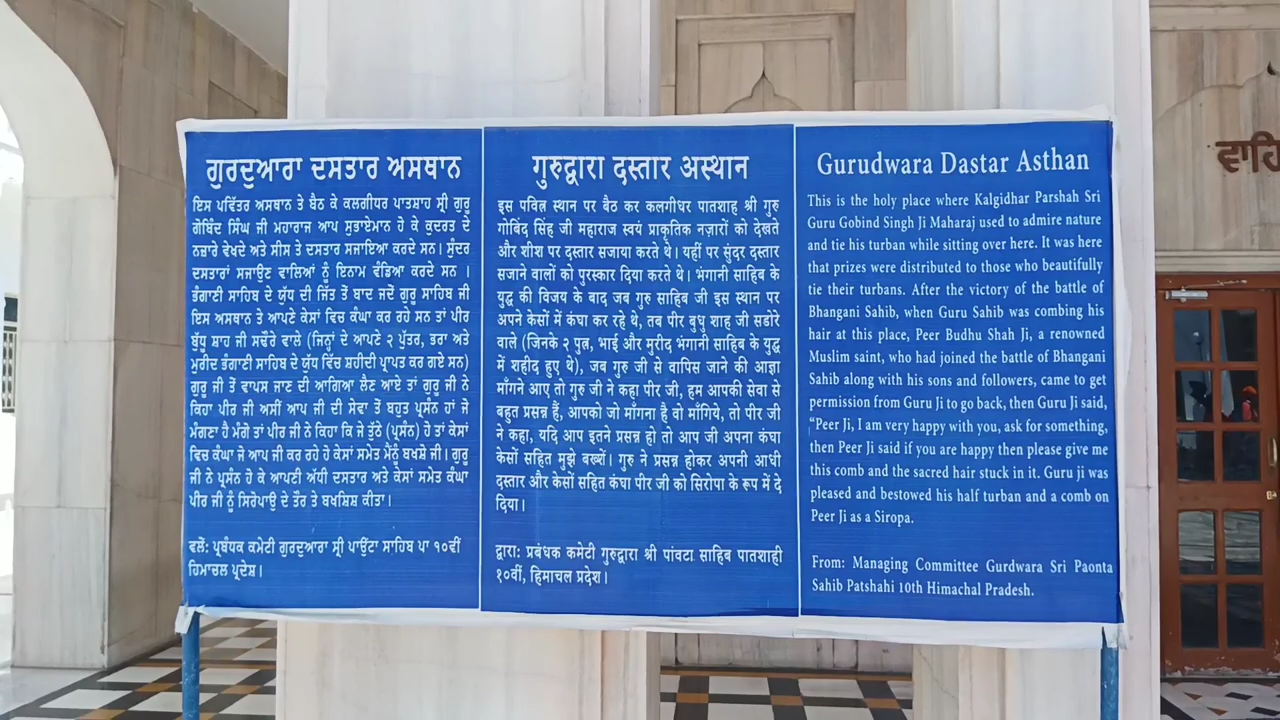 ਗੁਰਦੁਆਰਾ ਦਸਤਾਰ ਅਸਥਾਨ
ਇਸ ਪਵਿੱਤਰ ਅਸਥਾਨ ਤੇ ਬੈਠ ਕੇ ਕਲਗੀਧਰ ਪਾਤਸ਼ਾਹ ਸ੍ਰੀ ਗੁਰੂ
ਗੋਬਿੰਦ ਸਿੰਘ ਜੀ ਮਹਾਰਾਜ ਆਪ ਸੁਭਾਏਮਾਨ ਹੋ ਕੇ ਕੁਦਰਤ ਦੇ
ਨਜ਼ਾਰੇ ਵੇਖਦੇ ਅਤੇ ਸੀਸ ਤੇ ਦਸਤਾਰ ਸਜਾਇਆ ਕਰਦੇ ਸਨ। ਸੁੰਦਰ
ਦਸਤਾਰਾਂ ਸਜਾਉਣ ਵਾਲਿਆਂ ਨੂੰ ਇਨਾਮ ਵੰਡਿਆ ਕਰਦੇ ਸਨ ।
ਭੰਗਾਣੀ ਸਾਹਿਬ ਦੇ ਯੁੱਧ ਦੀ ਜਿੱਤ ਤੋਂ ਬਾਦ ਜਦੋਂ ਗੁਰੂ ਸਾਹਿਬ ਜੀ
ਇਸ ਅਸਥਾਨ ਤੇ ਆਪਣੇ ਕੇਸਾਂ ਵਿਚ ਕੰਘਾ ਕਰ ਰਹੇ ਸਨ ਤਾਂ ਪੀਰ
ਬੁੱਧੂ ਸ਼ਾਹ ਜੀ ਸਢੌਰੇ ਵਾਲੇ (ਜਿਨ੍ਹਾਂ ਦੇ ਆਪਣੇ ੨ ਪੁੱਤਰ, ਭਰਾ ਅਤੇ
ਮੁਰੀਦ ਭੰਗਾਣੀ ਸਾਹਿਬ ਦੇ ਯੁੱਧ ਵਿੱਚ ਸ਼ਹੀਦੀ ਪ੍ਰਾਪਤ ਕਰ ਗਏ ਸਨ)
ਗੁਰੂ ਜੀ ਤੋਂ ਵਾਪਸ ਜਾਣ ਦੀ ਆਗਿਆ ਲੈਣ ਆਏ ਤਾਂ ਗੁਰੂ ਜੀ ਨੇ
ਕਿਹਾ ਪੀਰ ਜੀ ਅਸੀਂ ਆਪ ਜੀ ਦੀ ਸੇਵਾ ਤੋਂ ਬਹੁਤ ਪ੍ਰਸੰਨ ਹਾਂ ਜੋ
ਮੰਗਣਾ ਹੈ ਮੰਗੋ ਤਾਂ ਪੀਰ ਜੀ ਨੇ ਕਿਹਾ ਕਿ ਜੇ ਤੁੱਠੇ (ਪ੍ਰਸੰਨ) ਹੋ ਤਾਂ ਕੇਸਾਂ
ਵਿਚ ਕੰਘਾ ਜੋ ਆਪ ਜੀ ਕਰ ਰਹੇ ਹੋ ਕੇਸਾਂ ਸਮੇਤ ਮੈਂਨੂੰ ਬਖਸ਼ੋ ਜੀ। ਗੁਰੂ
ਜੀ ਨੇ ਪ੍ਰਸੰਨ ਹੋ ਕੇ ਆਪਣੀ ਅੱਧੀ ਦਸਤਾਰ ਅਤੇ ਕੇਸਾਂ ਸਮੇਤ ਕੰਘਾ
ਪੀਰ ਜੀ ਨੂੰ ਸਿਰੋਪਾਉ ਦੇ ਤੌਰ ਤੇ ਬਖਸ਼ਿਸ਼ ਕੀਤਾ।
ਵਲੋਂ: ਪ੍ਰਬੰਧਕ ਕਮੇਟੀ ਗੁਰਦੁਆਰਾ ਸ੍ਰੀ ਪਾਉਂਟਾ ਸਾਹਿਬ ਪਾ ੧੦ਵੀਂ
ਹਿਮਾਚਲ ਪ੍ਰਦੇਸ਼।
गुरुद्वारा दस्तार अस्थान
इस पवित्र स्थान पर बैठ कर कलगीधर पातशाह श्री गुरु
गोबिंद सिंह जी महाराज स्वयं प्राकृतिक नज़ारों को देखते
और शीश पर दस्तार सजाया करते थे। यहीं पर सुंदर दस्तार
सजाने वालों को पुरस्कार दिया करते थे। भंगानी साहिब के
युद्ध की विजय के बाद जब गुरु साहिब जी इस स्थान पर
अपने केसों में कंघा कर रहे थे, तब पीर बुधु शाह जी सडोरे
वाले (जिनके २ पुत्र, भाई और मुरीद भंगानी साहिब के युद्ध
में शहीद हुए थे), जब गुरु जी से वापिस जाने की आज्ञा
माँगने आए तो गुरु जी ने कहा पीर जी, हम आपकी सेवा से
बहुत प्रसन्न हैं, आपको जो माँगना है वो माँगिये, तो पीर जी
ने कहा, यदि आप इतने प्रसन्न हो तो आप जी अपना कंघा
केसों सहित मुझे बख्शें। गुरु ने प्रसन्न होकर अपनी आधी
दस्तार और केसों सहित कंघा पीर जी को सिरोपा के रूप में दे
दिया।
द्वारा: प्रबंधक कमेटी गुरुद्वारा श्री पांवटा साहिब पातशाही
१०वीं, हिमाचल प्रदेश।
Gurudwara Dastar Asthan
This is the holy place where Kalgidhar Parshah Sri
Guru Gobind Singh Ji Maharaj used to admire nature
and tie his turban while sitting over here. It was here
that prizes were distributed to those who beautifully
tie their turbans. After the victory of the battle of
Bhangani Sahib, when Guru Sahib was combing his
hair at this place, Peer Budhu Shah Ji, a renowned
Muslim saint, who had joined the battle of Bhangani
Sahib along with his sons and followers, came to get
permission from Guru Ji to go back, then Guru Ji said,
“Peer Ji, I am very happy with you, ask for something,
then Peer Ji said if you are happy then please give me
this comb and the sacred hair stuck in it. Guru ji was
pleased and bestowed his half turban and a comb on
Peer Ji as a Siropa.
From: Managing Committee Gurdwara Sri Paonta
Sahib Patshahi 10th Himachal Pradesh.